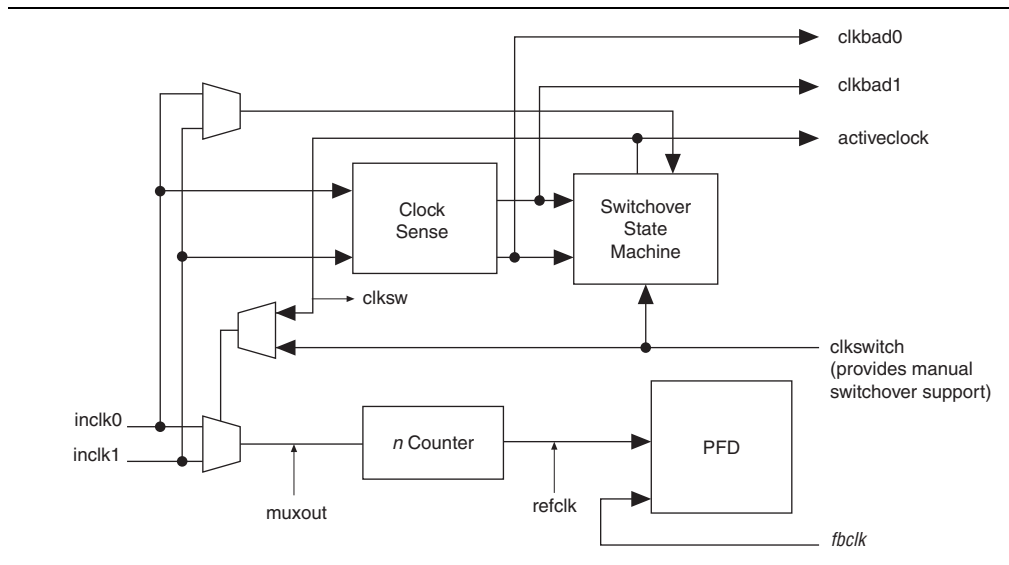 clkbad0
clkbad1
activeclock
Clock
Sense
Switchover
State
Machine
clksw
clkswitch
(provides manual
switchover support)
inclk0
inclk1
n Counter
PFD
muxout
refclk
fbclk